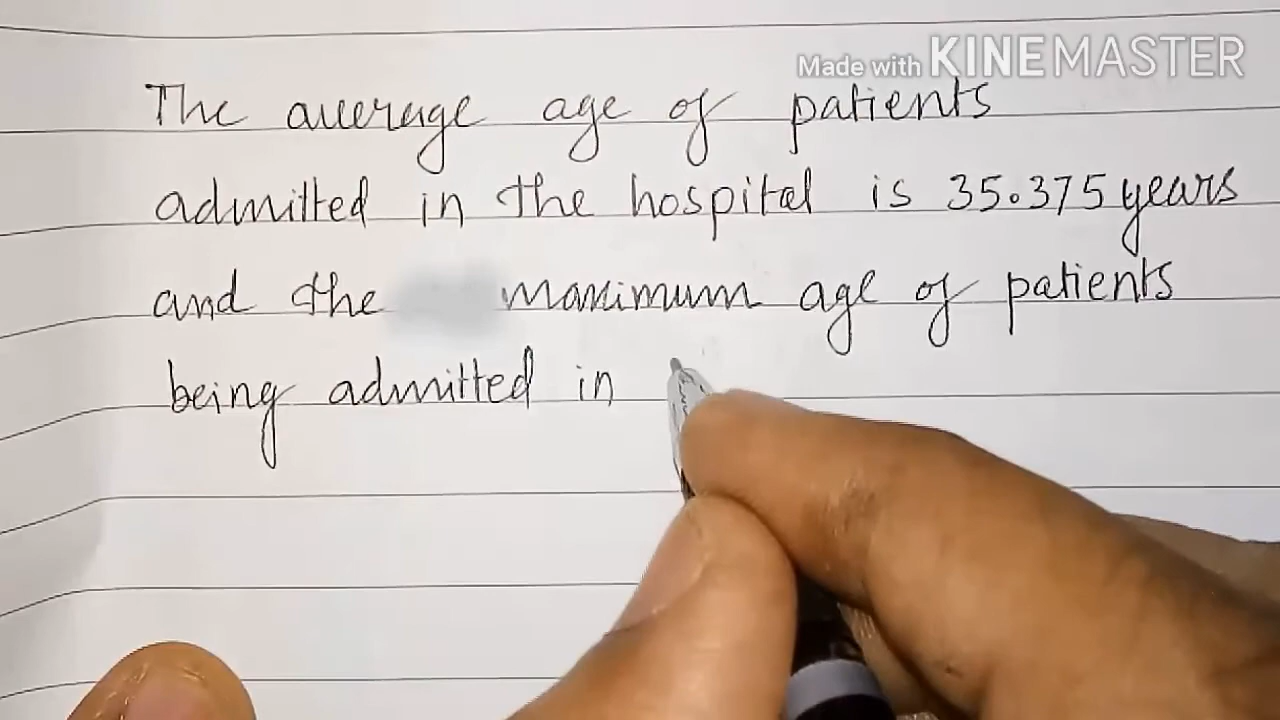 Made with KINEMASTER
The average age of patients
admitted in the hospital is 35.375 years
and the maximum age of patients
being admitted in